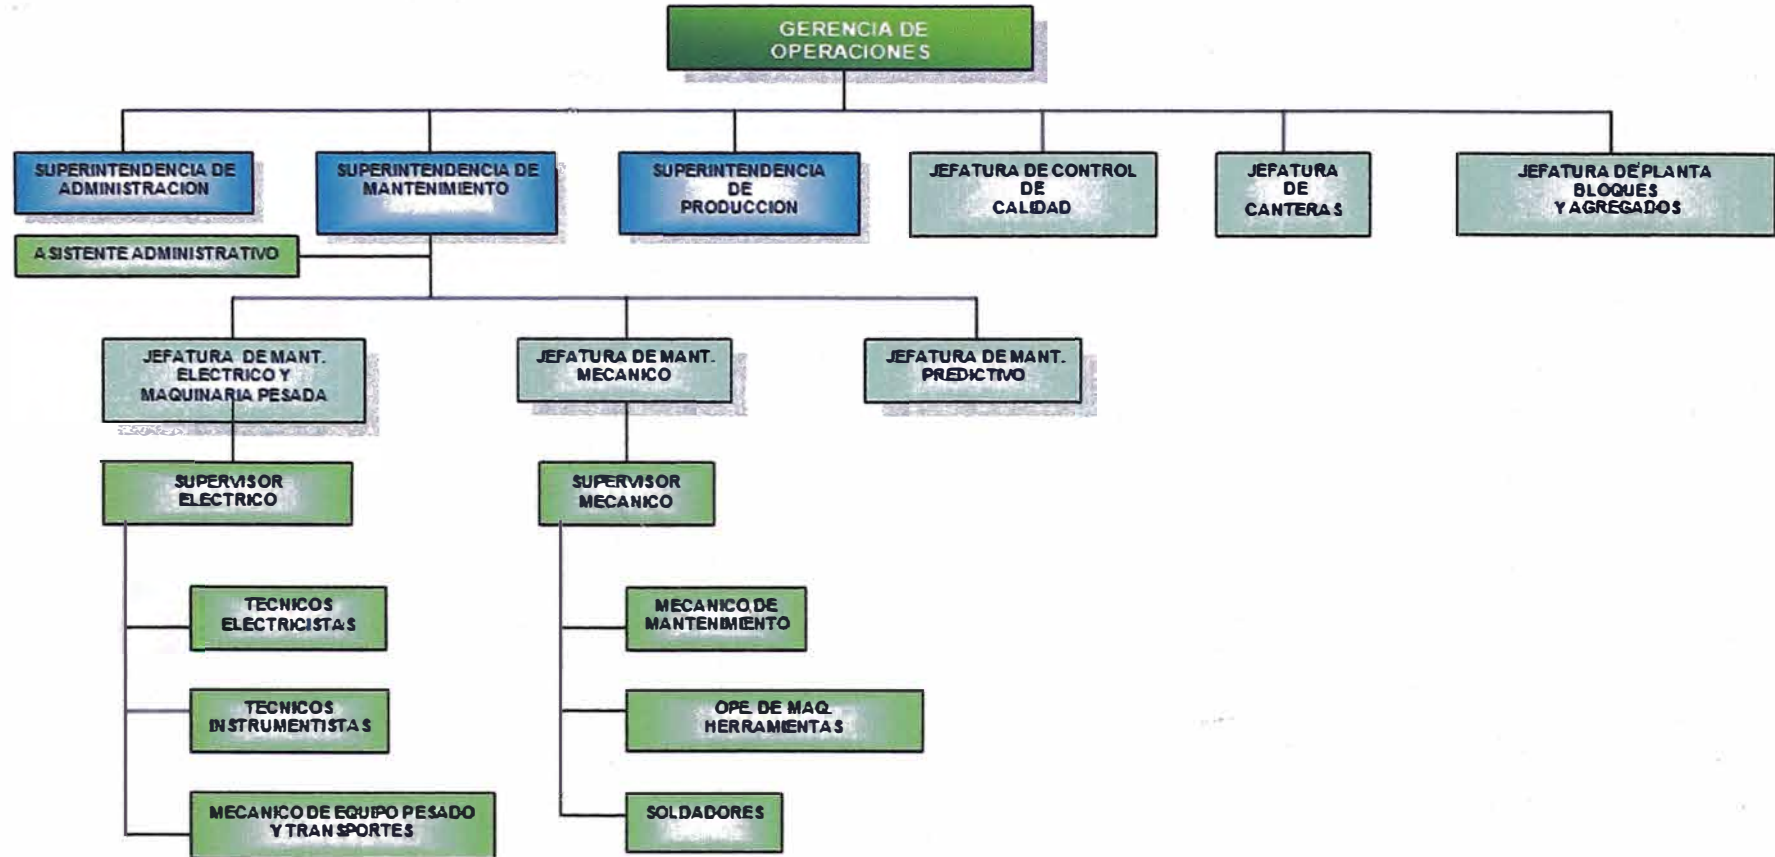 GERENCIA DE
OPERACIONES
SUPERINTENDENCIA DE
ADMINISTRACION
SUPERINTENDENCIA DE
MANTENIMIENTO
SUPERINTENDENCIA
DE
PRODUCCION
JEFATURA DE CONTROL
DE
CALIDAD
JEFATURA
DE
CANTERAS
JEFATURA DE PLANTA
BLOQUES
Y AGREGADOS
ASISTENTE ADMINISTRATIVO
JEFATURA DE MANT.
ELECTRICO Y
MAQUINARIA PESADA
JEFATURA DE MANT.
MECANICO
JEFATURA DE MANT.
PREDICTIVO
SUPERVISOR
ELECTRICO
SUPERVISOR
MECANICO
TECNICOS
ELECTRICISTAS
MECANICO DE
MANTENIMIENTO
TECNICOS
INSTRUMENTISTAS
OPE. DE MAQ.
HERRAMIENTAS
MECANICO DE EQUIPO PESADO
Y TRANSPORTES
SOLDADORES